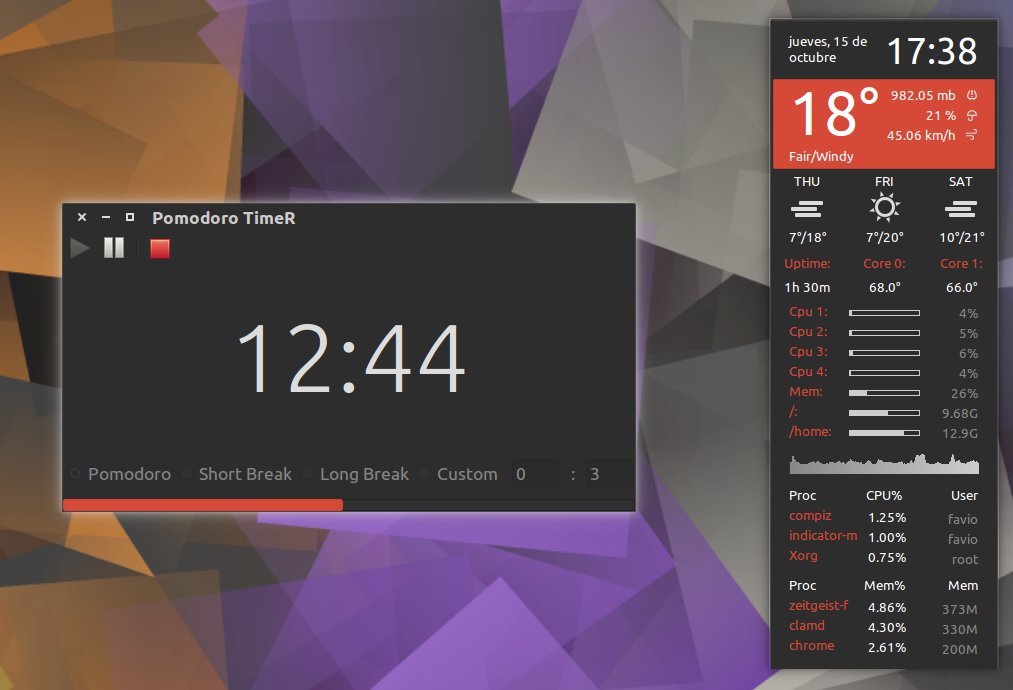 Pomodoro TimeR
12:44
Pomodoro Short Break Long Break Custom 0 : 3
jueves, 15 de
octubre
17:38
18°
982.05 mb
21 %
45.06 km/h
Fair/Windy
THU FRI SAT
7°/18° 7°/20° 10°/21°
Uptime: Core 0: Core 1:
1h 30m 68.0° 66.0°
Cpu 1: 4%
Cpu 2: 5%
Cpu 3: 6%
Cpu 4: 4%
Mem: 26%
/: 9.68G
/home: 12.9G
Proc CPU% User
compiz 1.25% favio
indicator-m 1.00% favio
Xorg 0.75% root
Proc Mem% Mem
zeitgeist-f 4.86% 373M
clamd 4.30% 330M
chrome 2.61% 200M